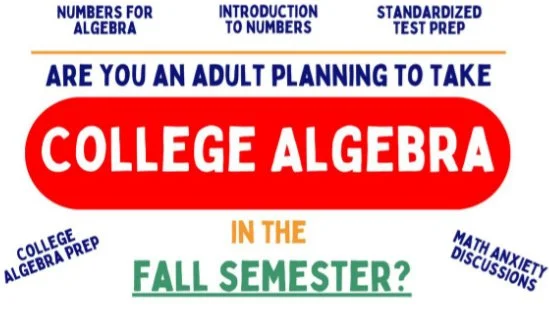 NUMBERS FOR
ALGEBRA
INTRODUCTION
TO NUMBERS
STANDARDIZED
TEST PREP
ARE YOU AN ADULT PLANNING TO TAKE
COLLEGE ALGEBRA
IN THE
FALL SEMESTER?
COLLEGE
ALGEBRA PREP
MATH ANXIETY
DISCUSSIONS